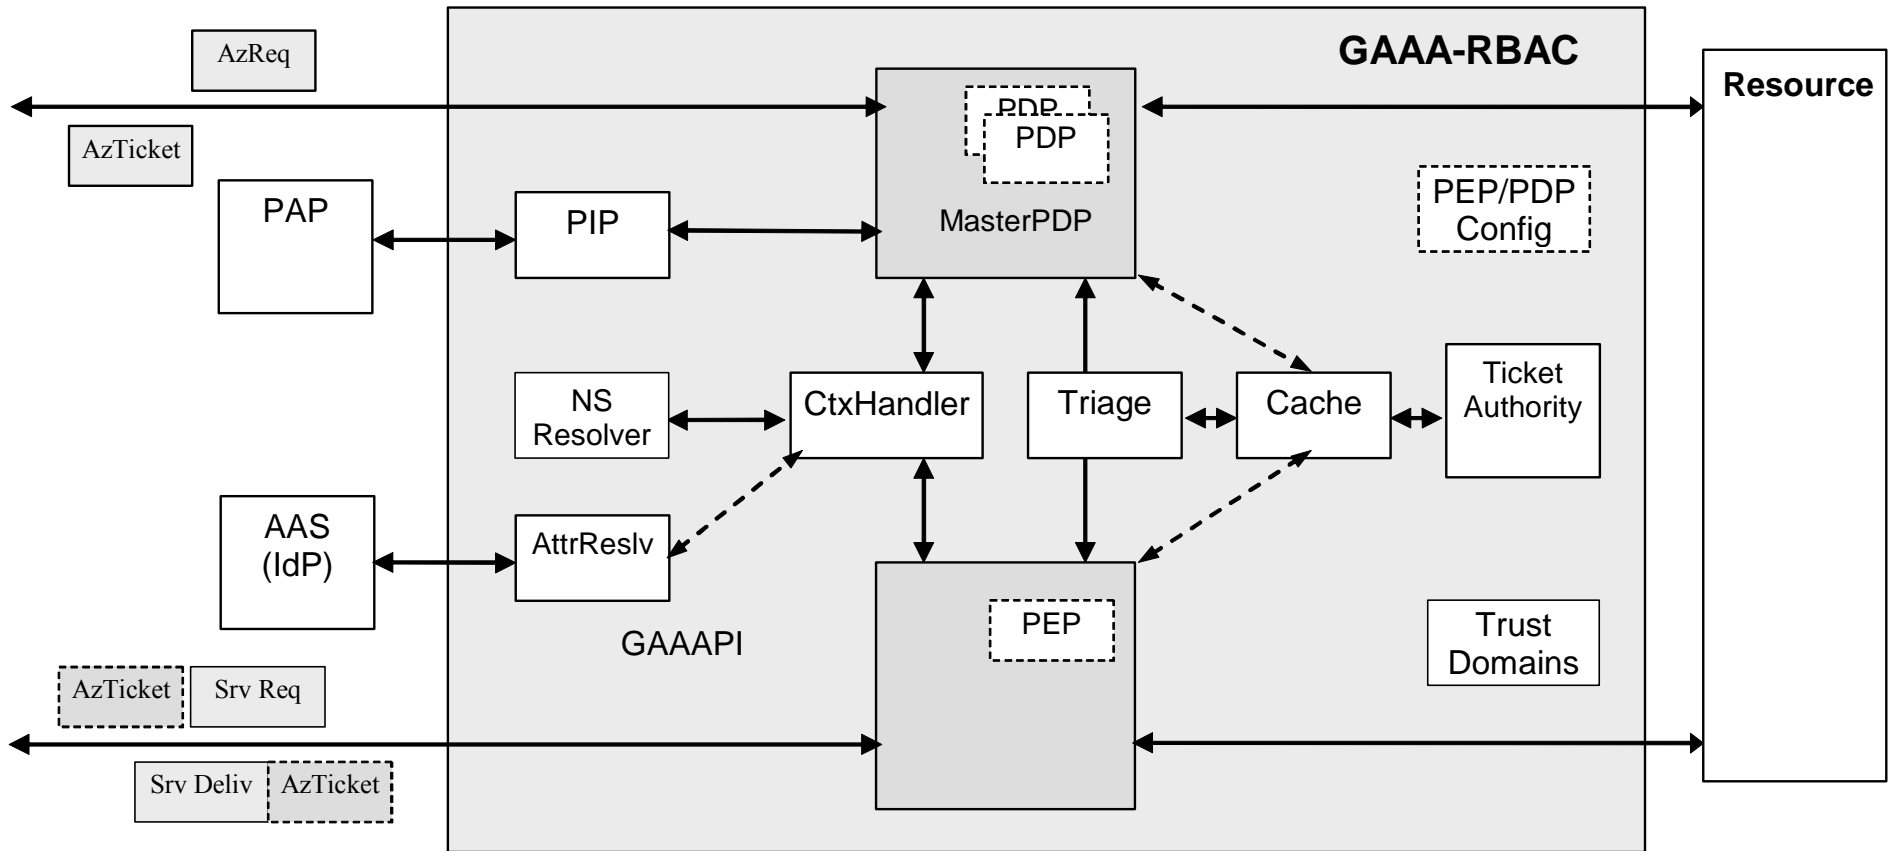 AzReq
GAAA-RBAC
Resource
PDP
PDP
AzTicket
PAP
PIP
MasterPDP
PEP/PDP
Config
NS
Resolver
CtxHandler
Triage
Cache
Ticket
Authority
AAS
(IdP)
AttrReslv
GAAAPI
PEP
Trust
Domains
AzTicket
Srv Req
Srv Deliv
AzTicket